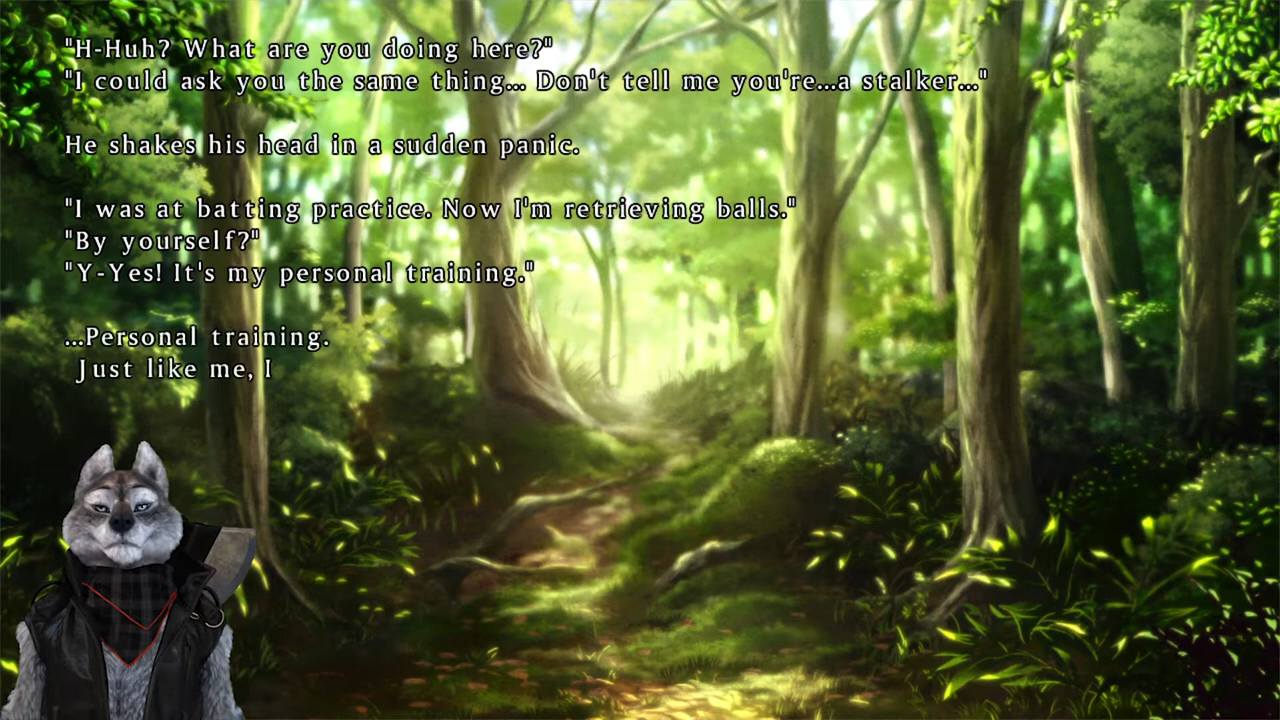 "H-Huh? What are you doing here?"
"I could ask you the same thing... Don't tell me you're...a stalker..."
He shakes his head in a sudden panic.
"I was at batting practice. Now I'm retrieving balls."
"By yourself?"
"Y-Yes! It's my personal training."
...Personal training.
Just like me, I